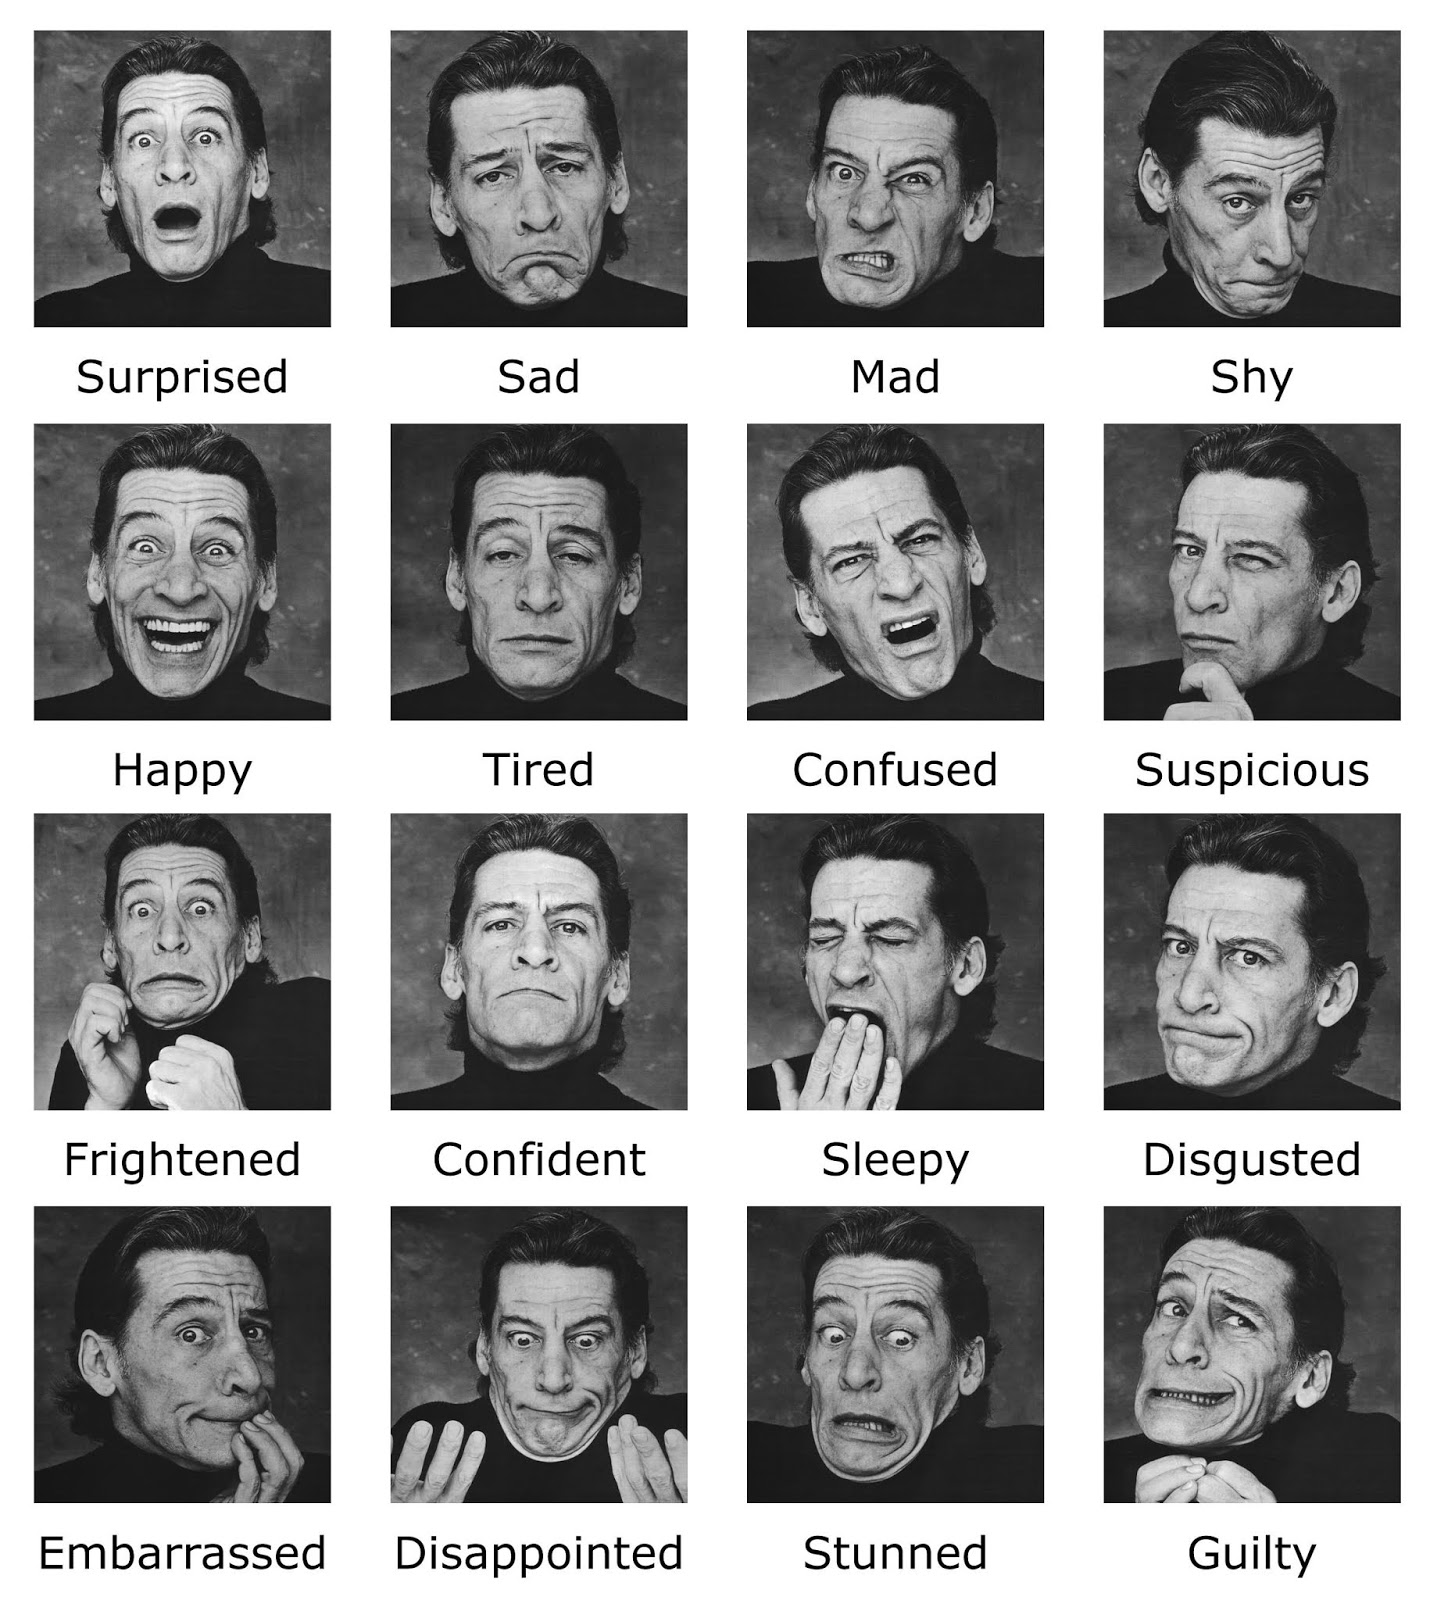 Surprised
Sad
Mad
Shy
Happy
Tired
Confused
Suspicious
Frightened
Confident
Sleepy
Disgusted
Embarrassed
Disappointed
Stunned
Guilty